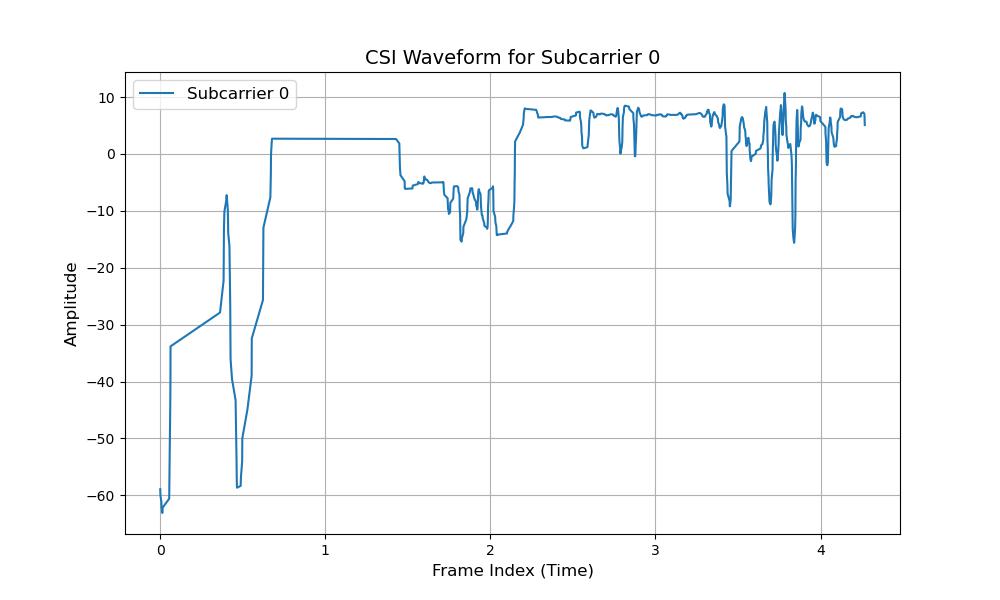 CSI Waveform for Subcarrier 0
Subcarrier 0
10
0
−10
−20
−30
−40
−50
−60
Amplitude
0 1 2 3 4
Frame Index (Time)